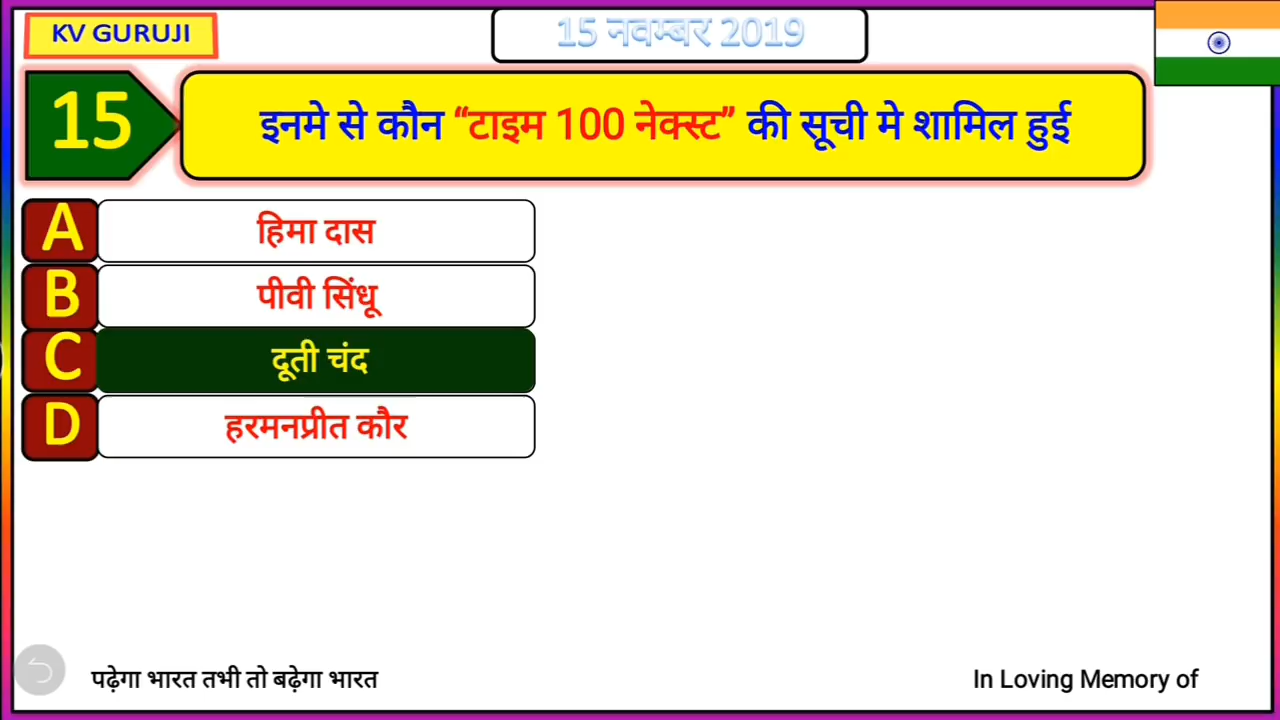 KV GURUJI
15 नवम्बर 2019
15
इनमे से कौन “टाइम 100 नेक्स्ट” की सूची मे शामिल हुई
A हिमा दास
B पीवी सिंधू
C दूती चंद
D हरमनप्रीत कौर
पढ़ेगा भारत तभी तो बढ़ेगा भारत
In Loving Memory of